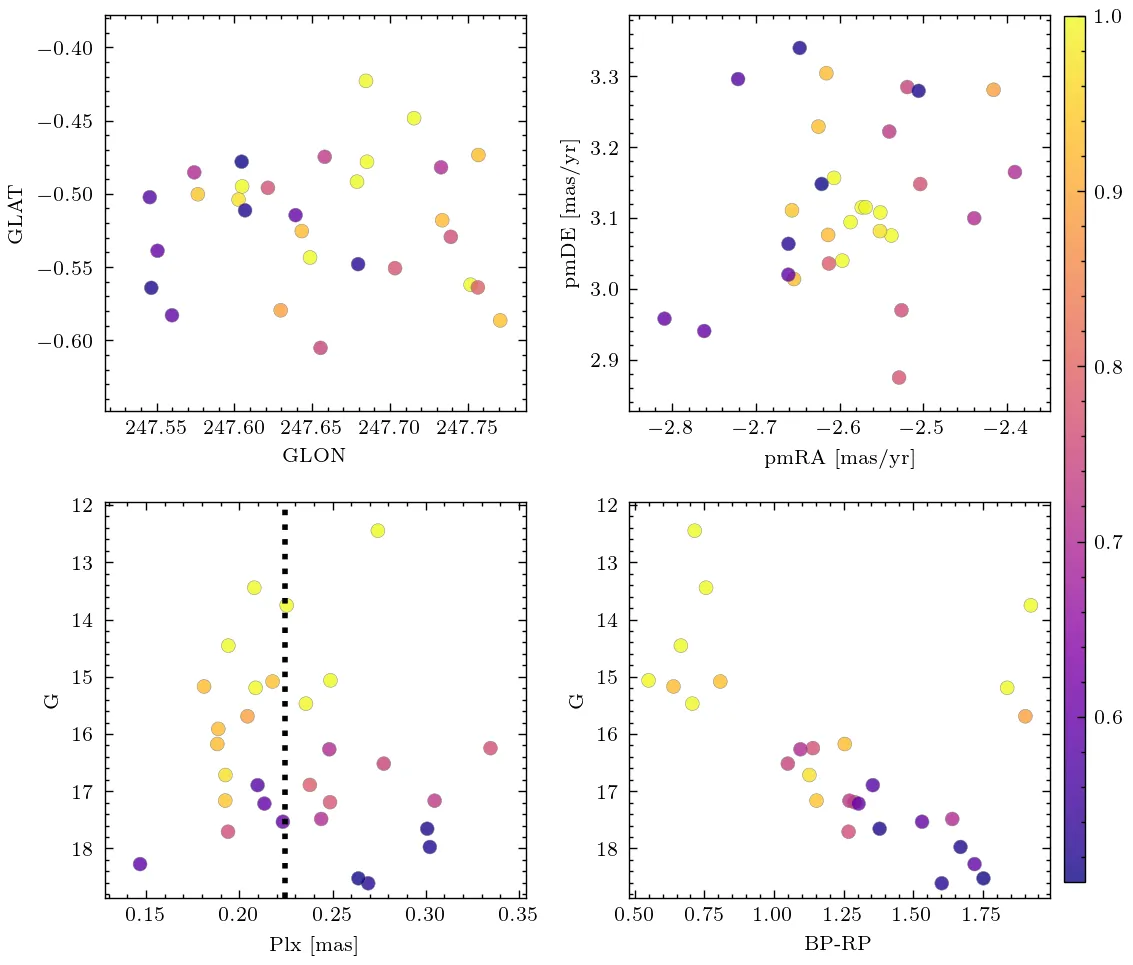 −0.40
−0.45
−0.50
−0.55
−0.60
GLAT
247.55 247.60 247.65 247.70 247.75
GLON
3.3
3.2
3.1
3.0
2.9
pmDE [mas/yr]
−2.8 −2.7 −2.6 −2.5 −2.4
pmRA [mas/yr]
1.0
0.9
0.8
0.7
0.6
12
13
14
15
16
17
18
G
0.15 0.20 0.25 0.30 0.35
Plx [mas]
12
13
14
15
16
17
18
G
0.50 0.75 1.00 1.25 1.50 1.75
BP-RP